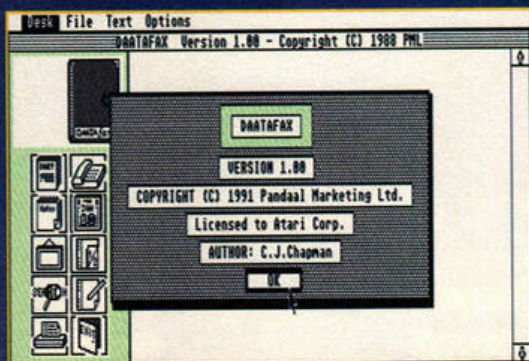 Desk File Text Options
DAATAFAX Version 1.00 - Copyright (C) 1988 PML
DAATAFAX
VERSION 1.00
COPYRIGHT (C) 1991 Pandaal Marketing Ltd.
Licensed to Atari Corp.
AUTHOR: C.J.Chapman
OK